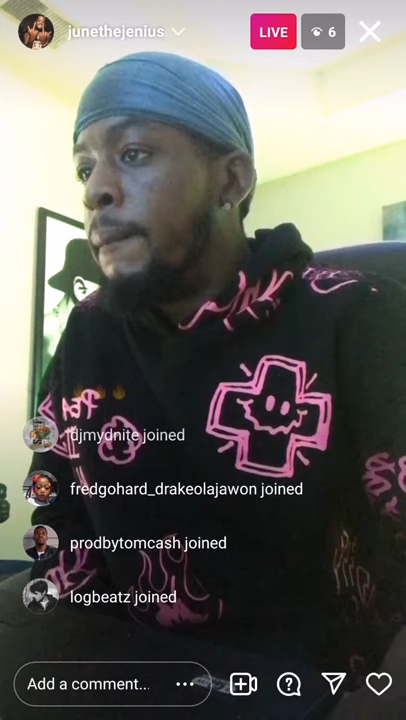 junethejenius
LIVE
6
djmydnite joined
fredgohard_drakeolajawon joined
prodbytomcash joined
logbeatz joined
Add a comment...